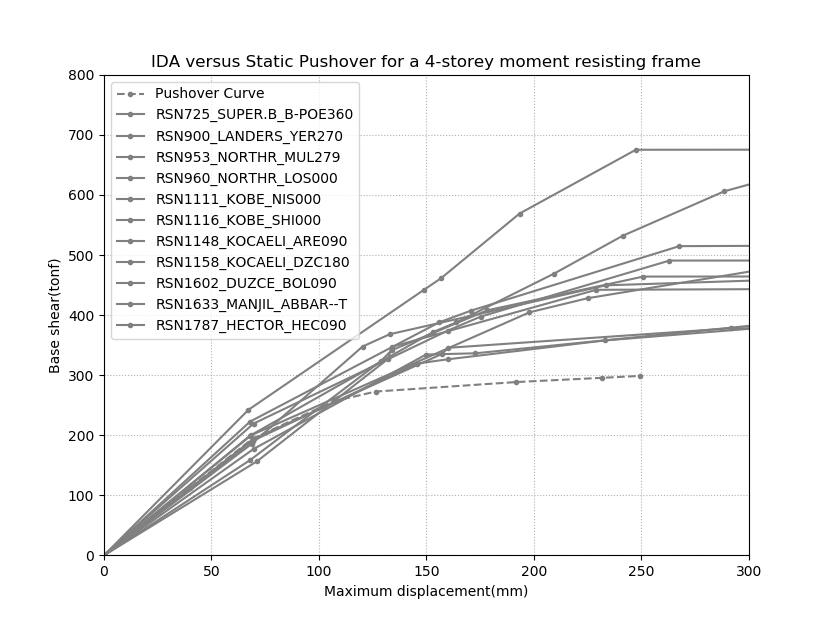 IDA versus Static Pushover for a 4-storey moment resisting frame
800
700
600
500
400
300
200
100
0
Base shear(tonf)
Pushover Curve
RSN725_SUPER.B_B-POE360
RSN900_LANDERS_YER270
RSN953_NORTHR_MUL279
RSN960_NORTHR_LOS000
RSN1111_KOBE_NIS000
RSN1116_KOBE_SHI000
RSN1148_KOCAELI_ARE090
RSN1158_KOCAELI_DZC180
RSN1602_DUZCE_BOL090
RSN1633_MANJIL_ABBAR--T
RSN1787_HECTOR_HEC090
0 50 100 150 200 250 300
Maximum displacement(mm)